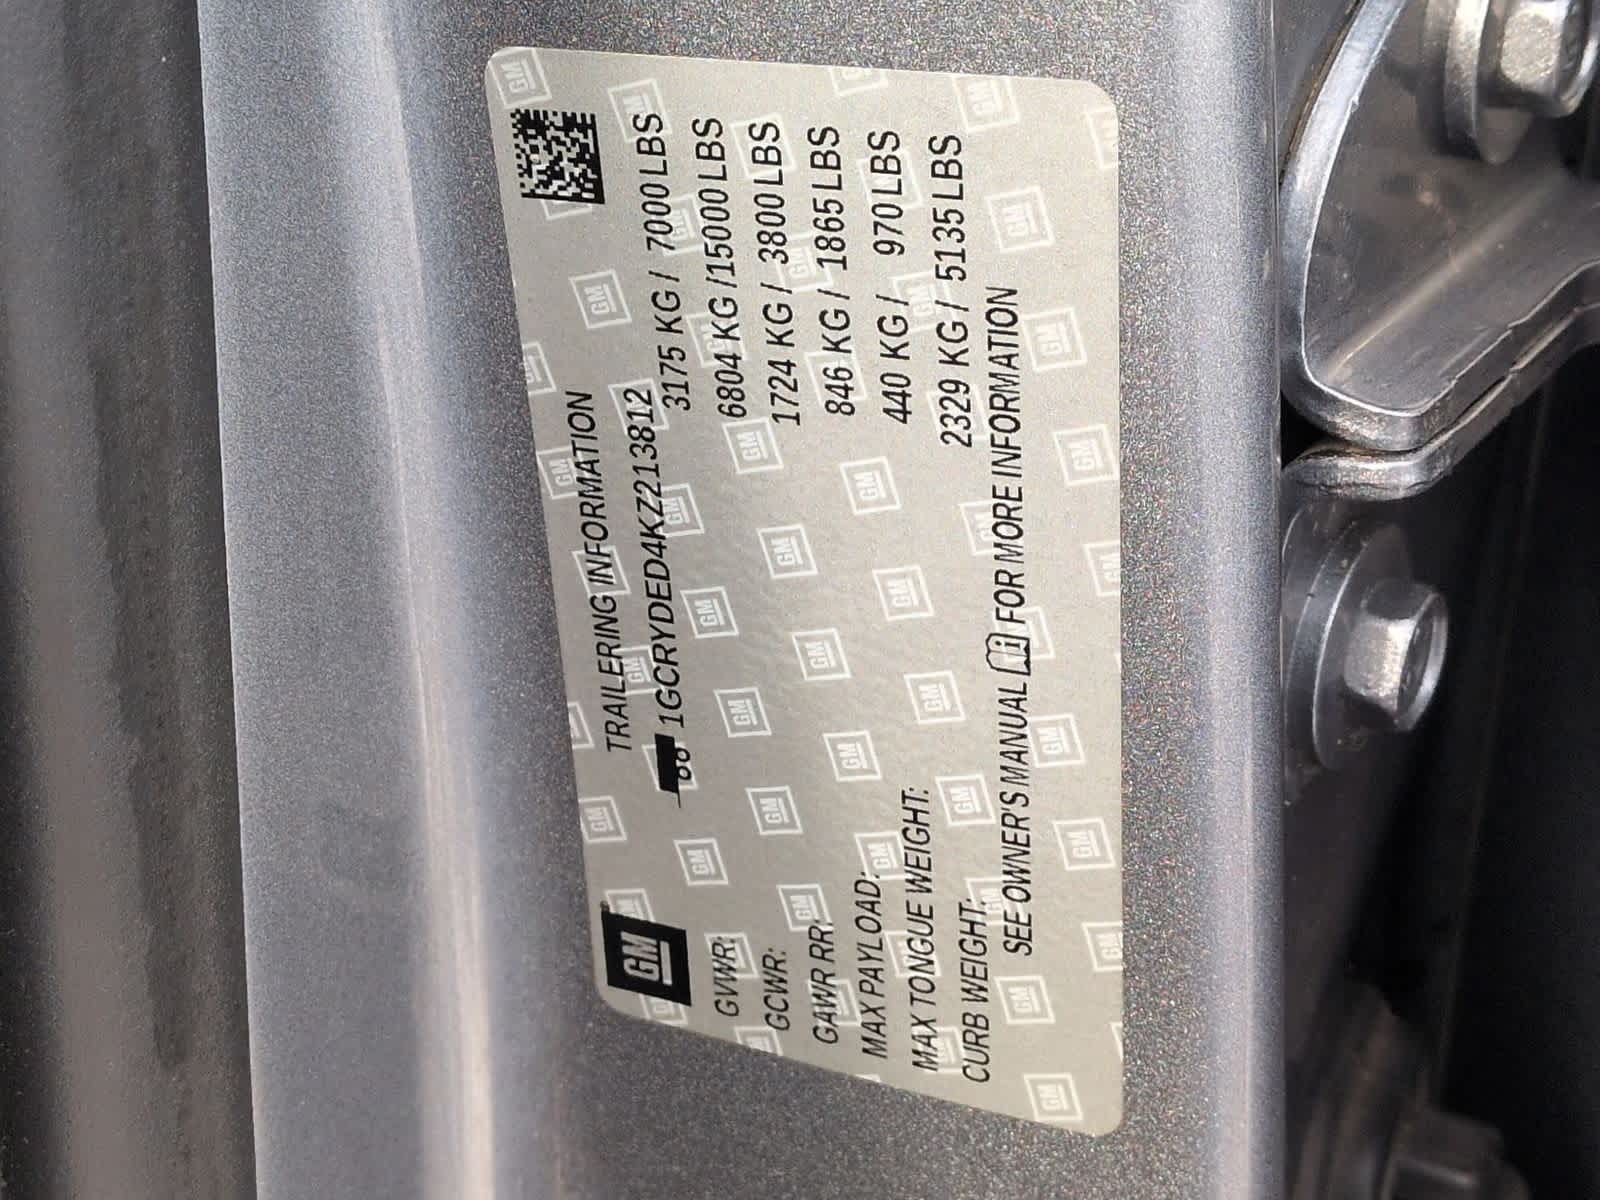 GM
TRAILERING INFORMATION
1GCRYDED4KZ213812
GVWR: 3175 KG / 7000 LBS
GCWR: 6804 KG / 15000 LBS
GAWR RR: 1724 KG / 3800 LBS
MAX PAYLOAD: 846 KG / 1865 LBS
MAX TONGUE WEIGHT: 440 KG / 970 LBS
CURB WEIGHT: 2329 KG / 5135 LBS
SEE OWNER'S MANUAL FOR MORE INFORMATION